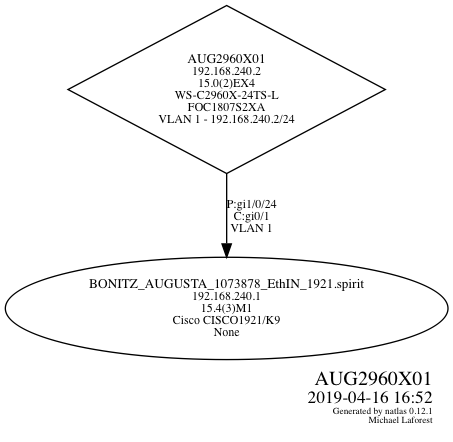 AUG2960X01
192.168.240.2
15.0(2)EX4
WS-C2960X-24TS-L
FOC1807S2XA
VLAN 1 - 192.168.240.2/24
P:gi1/0/24
C:gi0/1
VLAN 1
BONITZ_AUGUSTA_1073878_EthIN_1921.spirit
192.168.240.1
15.4(3)M1
Cisco CISCO1921/K9
None
AUG2960X01
2019-04-16 16:52
Generated by natlas 0.12.1
Michael Laforest